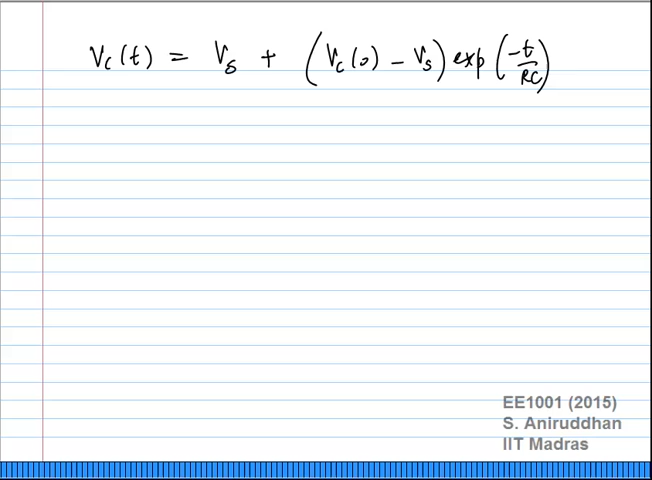 Vc(t) = Vs + (Vc(0) - Vs) exp(-t/RC)
EE1001 (2015)
S. Aniruddhan
IIT Madras